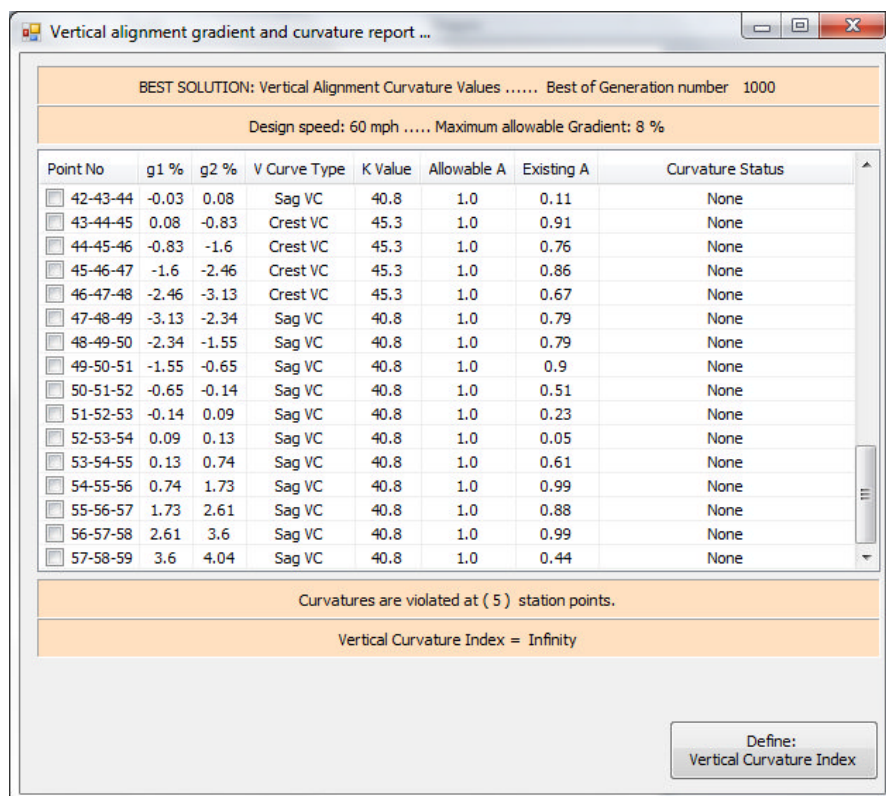 Vertical alignment gradient and curvature report ...
BEST SOLUTION: Vertical Alignment Curvature Values ...... Best of Generation number 1000
Design speed: 60 mph ..... Maximum allowable Gradient: 8 %
Point No g1 % g2 % V Curve Type K Value Allowable A Existing A Curvature Status
42-43-44 -0.03 0.08 Sag VC 40.8 1.0 0.11 None
43-44-45 0.08 -0.83 Crest VC 45.3 1.0 0.91 None
44-45-46 -0.83 -1.6 Crest VC 45.3 1.0 0.76 None
45-46-47 -1.6 -2.46 Crest VC 45.3 1.0 0.86 None
46-47-48 -2.46 -3.13 Crest VC 45.3 1.0 0.67 None
47-48-49 -3.13 -2.34 Sag VC 40.8 1.0 0.79 None
48-49-50 -2.34 -1.55 Sag VC 40.8 1.0 0.79 None
49-50-51 -1.55 -0.65 Sag VC 40.8 1.0 0.9 None
50-51-52 -0.65 -0.14 Sag VC 40.8 1.0 0.51 None
51-52-53 -0.14 0.09 Sag VC 40.8 1.0 0.23 None
52-53-54 0.09 0.13 Sag VC 40.8 1.0 0.05 None
53-54-55 0.13 0.74 Sag VC 40.8 1.0 0.61 None
54-55-56 0.74 1.73 Sag VC 40.8 1.0 0.99 None
55-56-57 1.73 2.61 Sag VC 40.8 1.0 0.88 None
56-57-58 2.61 3.6 Sag VC 40.8 1.0 0.99 None
57-58-59 3.6 4.04 Sag VC 40.8 1.0 0.44 None
Curvatures are violated at ( 5 ) station points.
Vertical Curvature Index = Infinity
Define:
Vertical Curvature Index